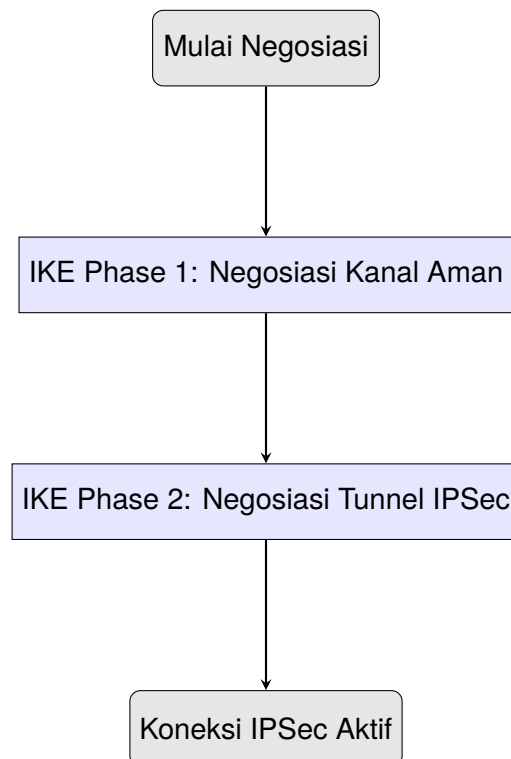 Mulai Negosiasi
IKE Phase 1: Negosiasi Kanal Aman
IKE Phase 2: Negosiasi Tunnel IPSec
Koneksi IPSec Aktif